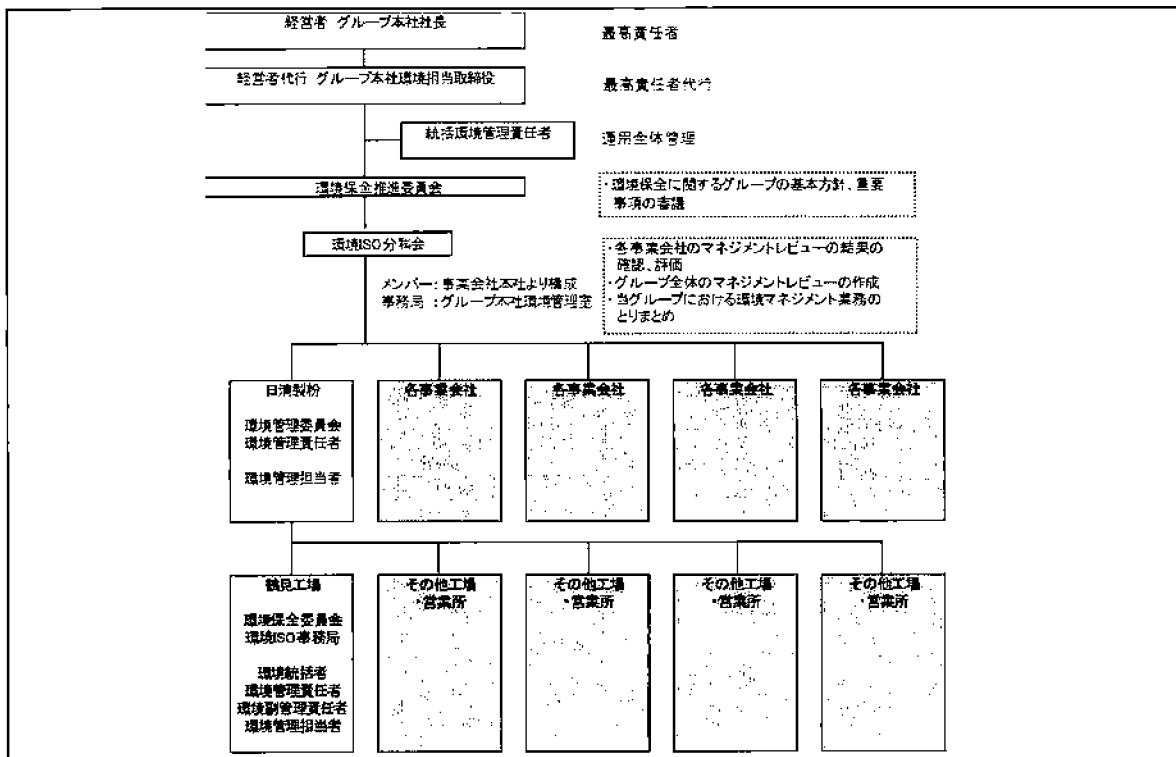 経営者 グループ本社社長
最高責任者
経営者代行 グループ本社環境担当取締役
最高責任者代行
統括環境管理責任者
運用全体管理
環境保全推進委員会
・環境保全に関するグループの基本方針、重要
事項の審議
環境ISO分科会
メンバー:事業会社本社より構成
事務局 :グループ本社環境管理室
・各事業会社のマネジメントレビューの結果の
確認、評価
・グループ全体のマネジメントレビューの作成
・当グループにおける環境マネジメント業務の
とりまとめ
日清製粉
環境管理委員会
環境管理責任者
環境管理担当者
各事業会社
各事業会社
各事業会社
各事業会社
鶴見工場
環境保全委員会
環境ISO事務局
環境統括者
環境管理責任者
環境副管理責任者
環境管理担当者
その他工場
・営業所
その他工場
・営業所
その他工場
・営業所
その他工場
・営業所